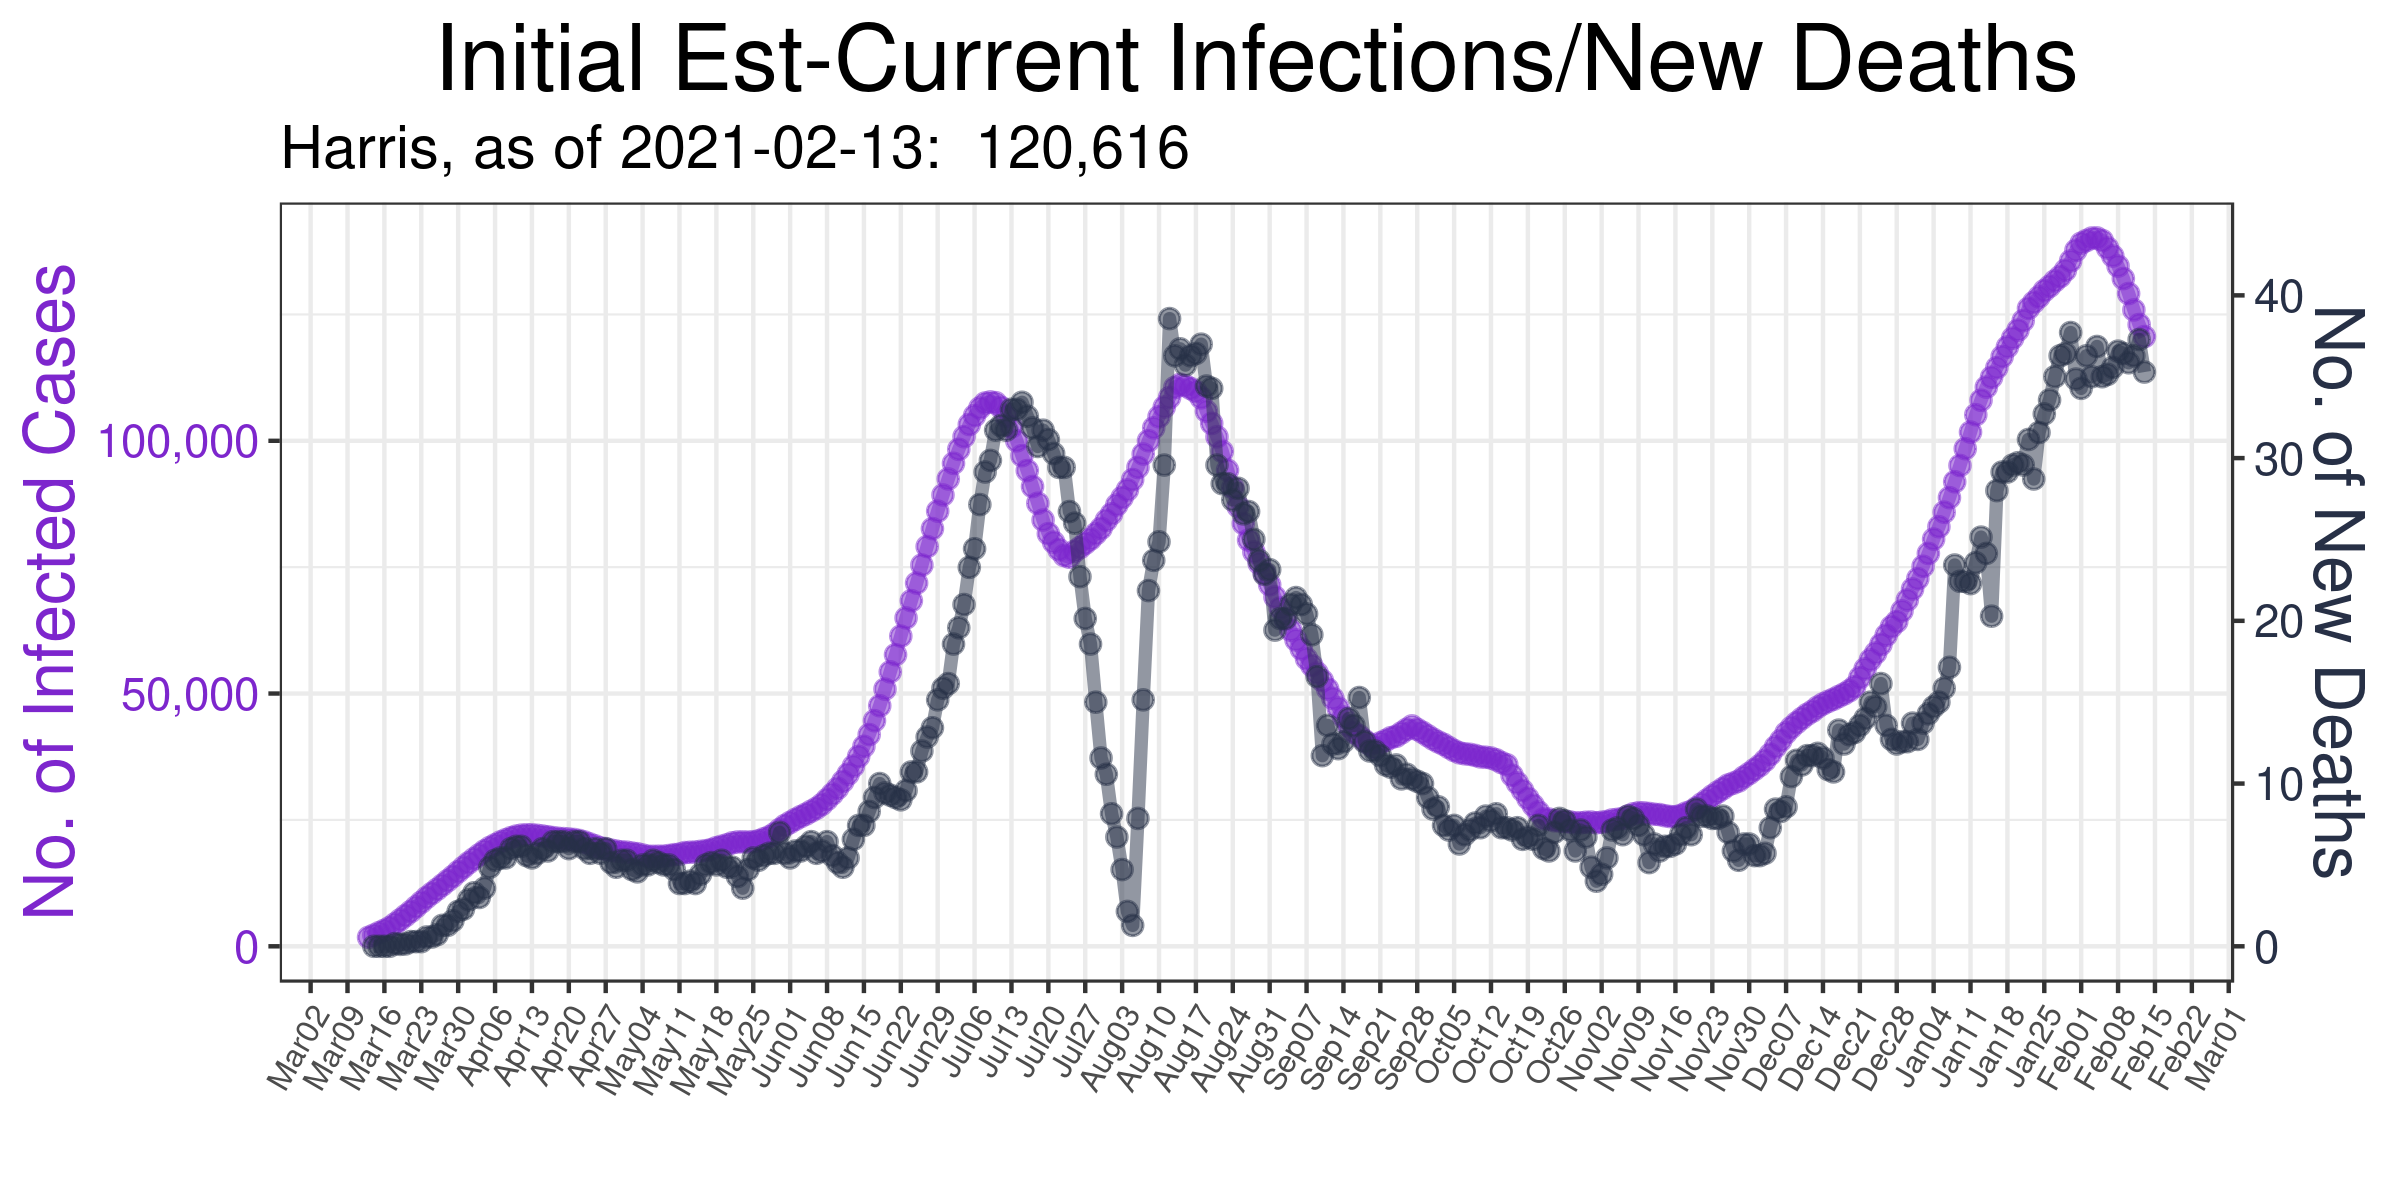 Initial Est-Current Infections/New Deaths
Harris, as of 2021-02-13:  120,616
No. of Infected Cases
100,000
50,000
0
40
30
20
10
0
No. of New Deaths
Mar02
Mar09
Mar16
Mar23
Mar30
Apr06
Apr13
Apr20
Apr27
May04
May11
May18
May25
Jun01
Jun08
Jun15
Jun22
Jun29
Jul06
Jul13
Jul20
Jul27
Aug03
Aug10
Aug17
Aug24
Aug31
Sep07
Sep14
Sep21
Sep28
Oct05
Oct12
Oct19
Oct26
Nov02
Nov09
Nov16
Nov23
Nov30
Dec07
Dec14
Dec21
Dec28
Jan04
Jan11
Jan18
Jan25
Feb01
Feb08
Feb15
Feb22
Mar01